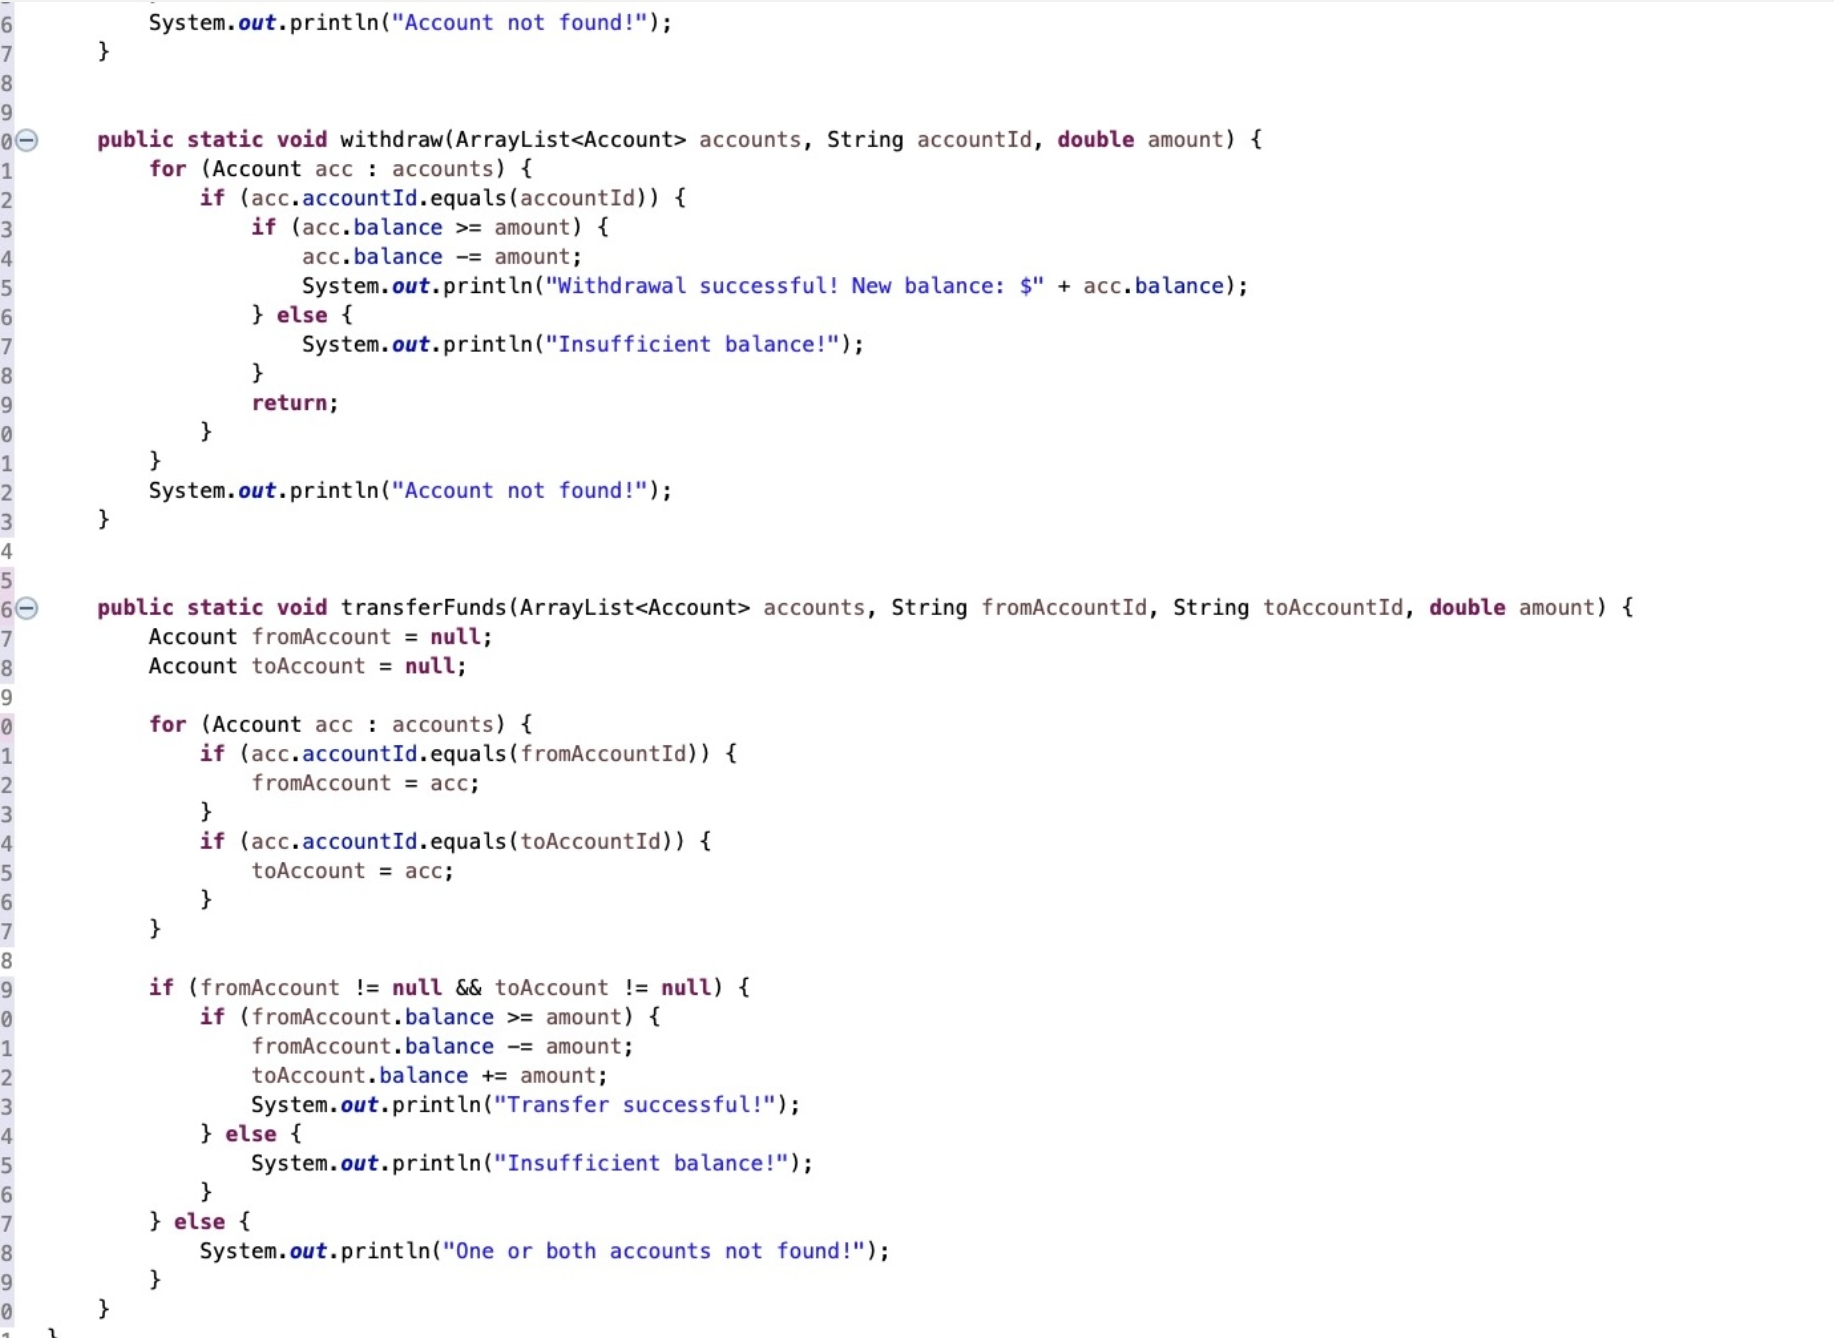 6 System.out.println("Account not found!");
7 }
8
9
0 public static void withdraw(ArrayList<Account> accounts, String accountId, double amount) {
1 for (Account acc : accounts) {
2 if (acc.accountId.equals(accountId)) {
3 if (acc.balance >= amount) {
4 acc.balance -= amount;
5 System.out.println("Withdrawal successful! New balance: $" + acc.balance);
6 } else {
7 System.out.println("Insufficient balance!");
8 }
9 return;
0 }
1 }
2 System.out.println("Account not found!");
3 }
4
5
6 public static void transferFunds(ArrayList<Account> accounts, String fromAccountId, String toAccountId, double amount) {
7 Account fromAccount = null;
8 Account toAccount = null;
9
0 for (Account acc : accounts) {
1 if (acc.accountId.equals(fromAccountId)) {
2 fromAccount = acc;
3 }
4 if (acc.accountId.equals(toAccountId)) {
5 toAccount = acc;
6 }
7 }
8
9 if (fromAccount != null && toAccount != null) {
0 if (fromAccount.balance >= amount) {
1 fromAccount.balance -= amount;
2 toAccount.balance += amount;
3 System.out.println("Transfer successful!");
4 } else {
5 System.out.println("Insufficient balance!");
6 }
7 } else {
8 System.out.println("One or both accounts not found!");
9 }
0 }
1 }